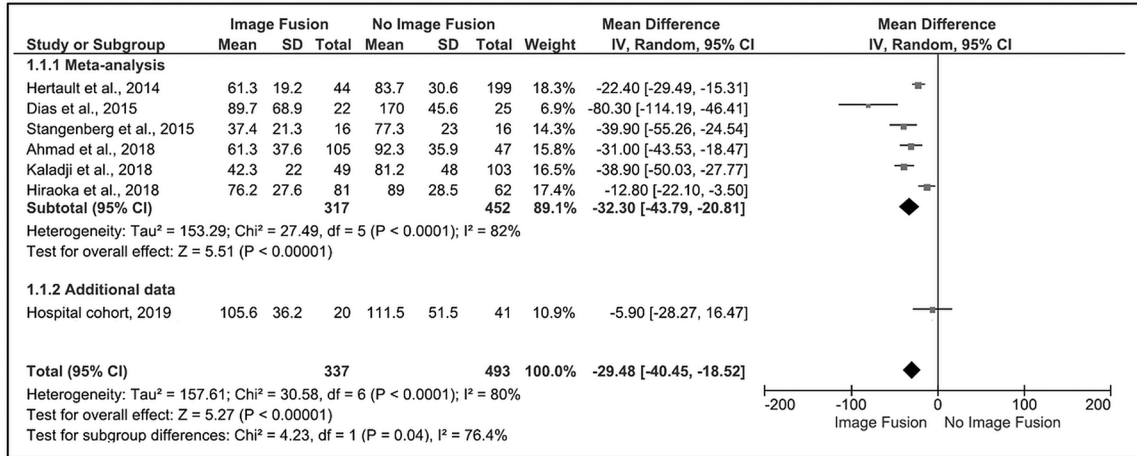 Image Fusion No Image Fusion Mean Difference Mean Difference
Study or Subgroup Mean SD Total Mean SD Total Weight IV, Random, 95% CI IV, Random, 95% CI
1.1.1 Meta-analysis
Hertault et al., 2014 61.3 19.2 44 83.7 30.6 199 18.3% -22.40 [-29.49, -15.31]
Dias et al., 2015 89.7 68.9 22 170 45.6 25 6.9% -80.30 [-114.19, -46.41]
Stangenberg et al., 2015 37.4 21.3 16 77.3 23 16 14.3% -39.90 [-55.26, -24.54]
Ahmad et al., 2018 61.3 37.6 105 92.3 35.9 47 15.8% -31.00 [-43.53, -18.47]
Kaladji et al., 2018 42.3 22 49 81.2 48 103 16.5% -38.90 [-50.03, -27.77]
Hiraoka et al., 2018 76.2 27.6 81 89 28.5 62 17.4% -12.80 [-22.10, -3.50]
Subtotal (95% CI) 317 452 89.1% -32.30 [-43.79, -20.81]
Heterogeneity: Tau² = 153.29; Chi² = 27.49, df = 5 (P < 0.0001); I² = 82%
Test for overall effect: Z = 5.51 (P < 0.00001)
1.1.2 Additional data
Hospital cohort, 2019 105.6 36.2 20 111.5 51.5 41 10.9% -5.90 [-28.27, 16.47]
Total (95% CI) 337 493 100.0% -29.48 [-40.45, -18.52]
Heterogeneity: Tau² = 157.61; Chi² = 30.58, df = 6 (P < 0.0001); I² = 80%
Test for overall effect: Z = 5.27 (P < 0.00001)
Test for subgroup differences: Chi² = 4.23, df = 1 (P = 0.04), I² = 76.4%
-200 -100 0 100 200
Image Fusion No Image Fusion